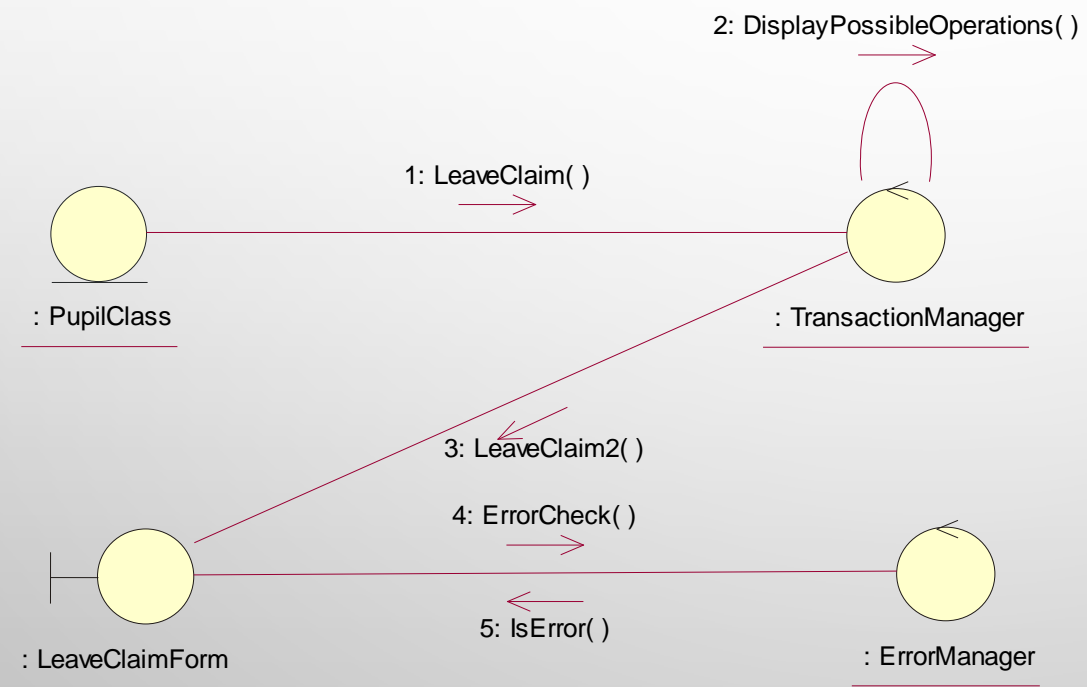 2: DisplayPossibleOperations( )
1: LeaveClaim( )
: PupilClass
: TransactionManager
3: LeaveClaim2( )
4: ErrorCheck( )
5: IsError( )
: LeaveClaimForm
: ErrorManager